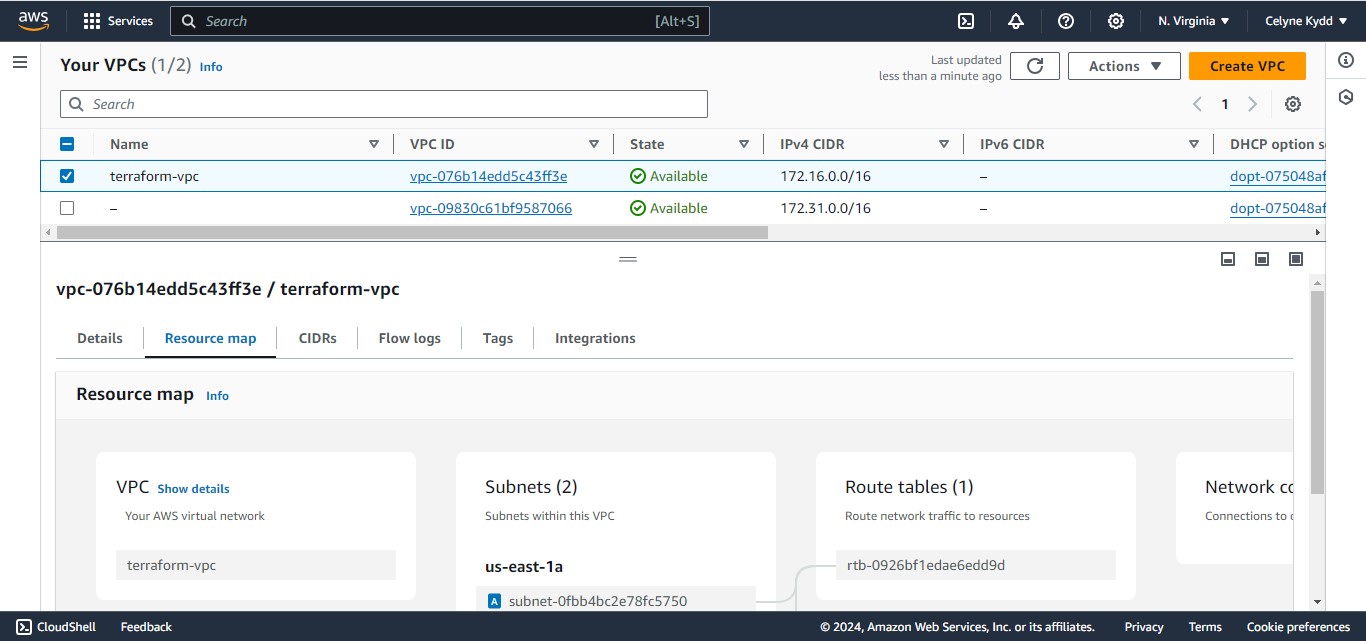 aws Services Search [Alt+S] N. Virginia Celyne Kydd
Your VPCs (1/2) Info
Last updated
less than a minute ago
Actions
Create VPC
Search
1
Name VPC ID State IPv4 CIDR IPv6 CIDR DHCP option s
terraform-vpc vpc-076b14edd5c43ff3e Available 172.16.0.0/16 – dopt-075048af
– vpc-09830c61bf9587066 Available 172.31.0.0/16 – dopt-075048af
vpc-076b14edd5c43ff3e / terraform-vpc
Details Resource map CIDRs Flow logs Tags Integrations
Resource map Info
VPC Show details
Your AWS virtual network
terraform-vpc
Subnets (2)
Subnets within this VPC
us-east-1a
A subnet-0fbb4bc2e78fc5750
Route tables (1)
Route network traffic to resources
rtb-0926bf1edae6edd9d
Network co
Connections to
CloudShell Feedback © 2024, Amazon Web Services, Inc. or its affiliates. Privacy Terms Cookie preferences